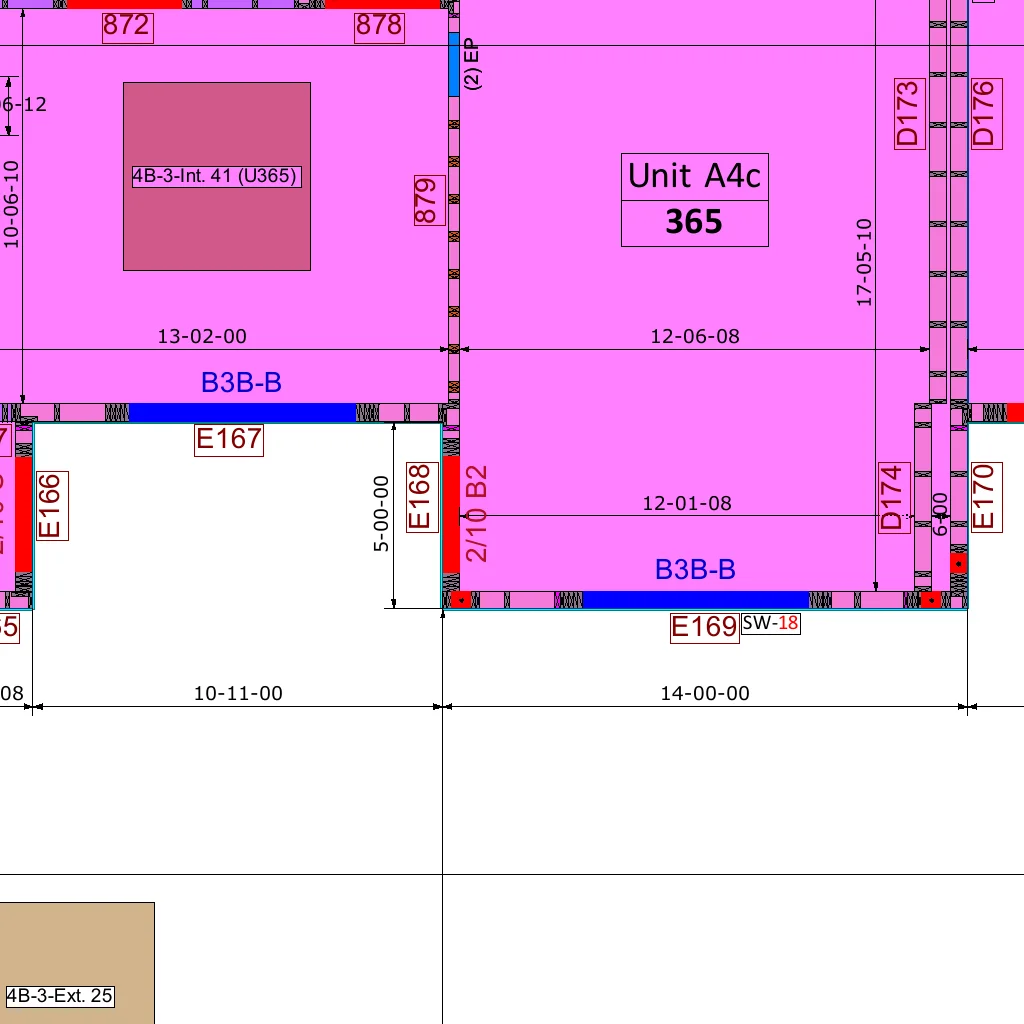 872
878
(2) EP
D173
D176
6-12
4B-3-Int. 41 (U365)
10-06-10
879
Unit A4c
365
17-05-10
13-02-00
12-06-08
B3B-B
E167
E166
E168
5-00-00
2/10 B2
12-01-08
D174
6-00
E170
B3B-B
E169
SW-18
08
10-11-00
14-00-00
4B-3-Ext. 25